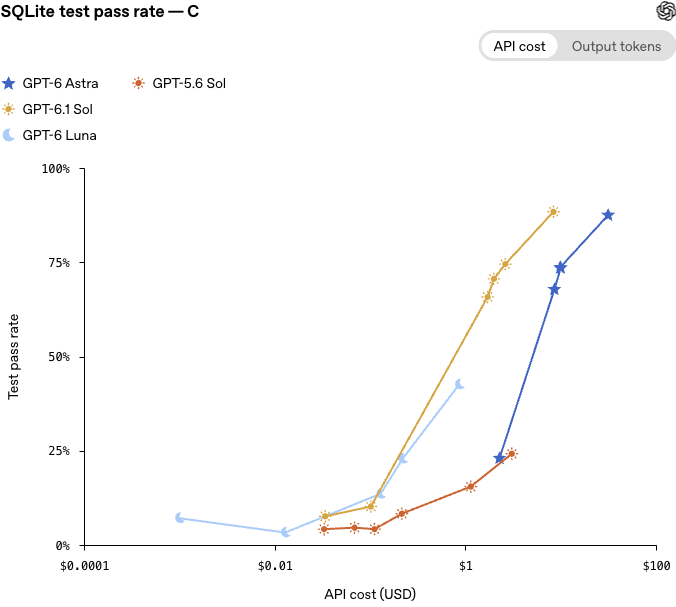 SQLite test pass rate — C
API cost Output tokens
GPT-6 Astra GPT-5.6 Sol
GPT-6.1 Sol
GPT-6 Luna
100%
75%
50%
25%
0%
Test pass rate
$0.0001 $0.01 $1 $100
API cost (USD)